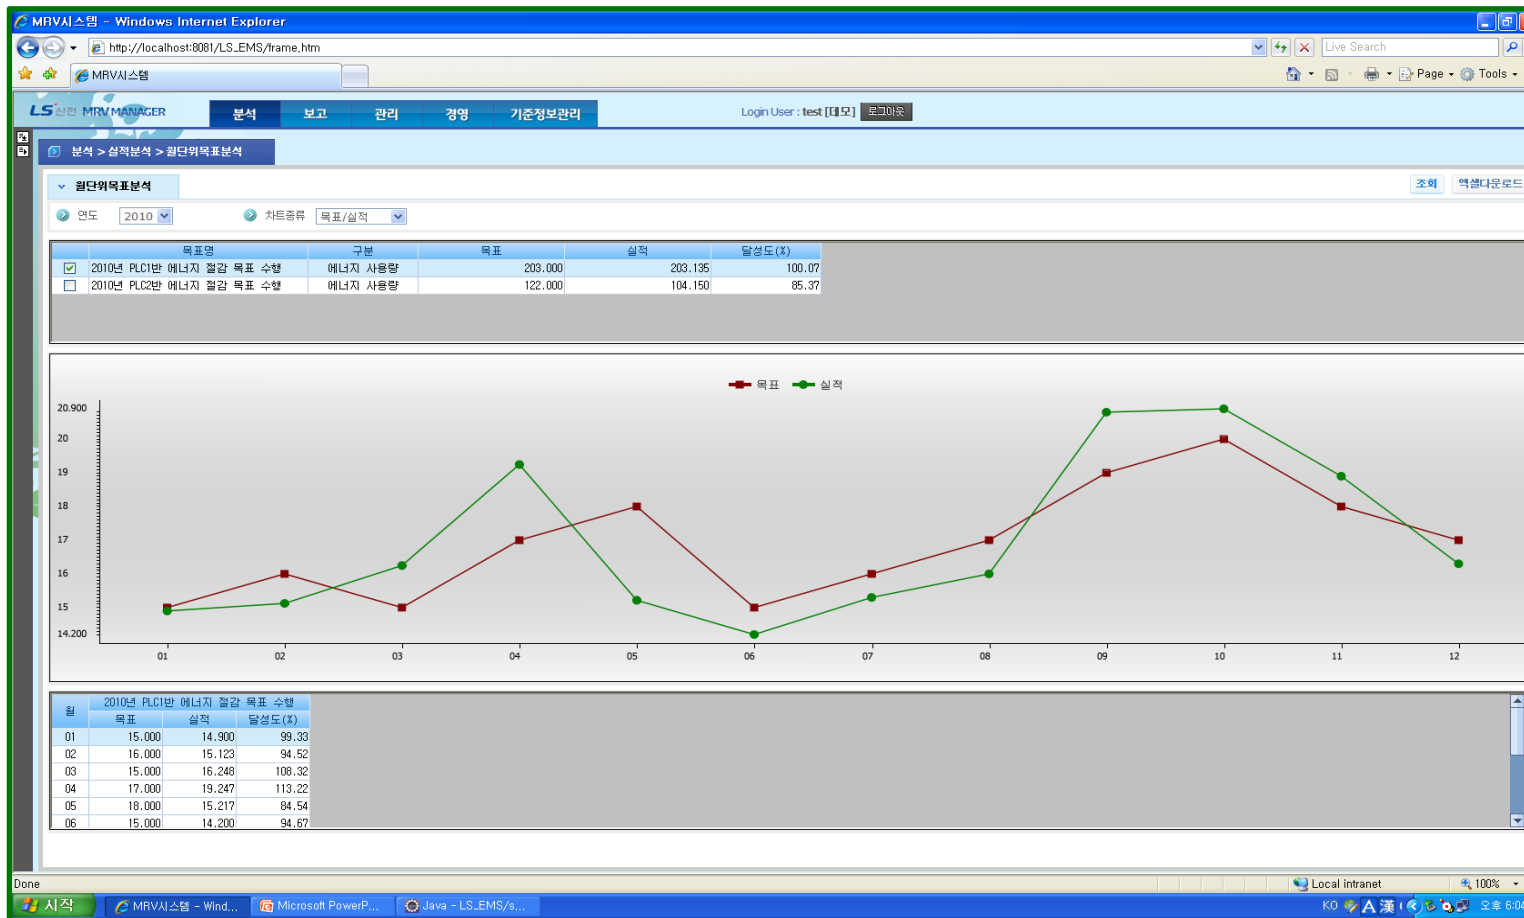 MRV시스템 - Windows Internet Explorer
http://localhost:8081/LS_EMS/frame.htm
Live Search
MRV시스템
Page
Tools
LS산전 MRV MANAGER
분석 보고 관리 경영 기준정보관리
Login User : test [데모] 로그아웃
분석 > 실적분석 > 월단위목표분석
월단위목표분석
조회 엑셀다운로드
연도 2010 차트종류 목표/실적
목표명 구분 목표 실적 달성도(%)
2010년 PLC1반 에너지 절감 목표 수행 에너지 사용량 203.000 203.135 100.07
2010년 PLC2반 에너지 절감 목표 수행 에너지 사용량 122.000 104.150 85.37
목표 실적
20.900
20
19
18
17
16
15
14.200
01 02 03 04 05 06 07 08 09 10 11 12
월 2010년 PLC1반 에너지 절감 목표 수행
목표 실적 달성도(%)
01 15.000 14.900 99.33
02 16.000 15.123 94.52
03 15.000 16.248 108.32
04 17.000 19.247 113.22
05 18.000 15.217 84.54
06 15.000 14.200 94.67
Done
Local intranet
100%
시작
MRV시스템 - Wind...
Microsoft PowerP...
Java - LS_EMS/s...
KO
A 漢
오후 6:04